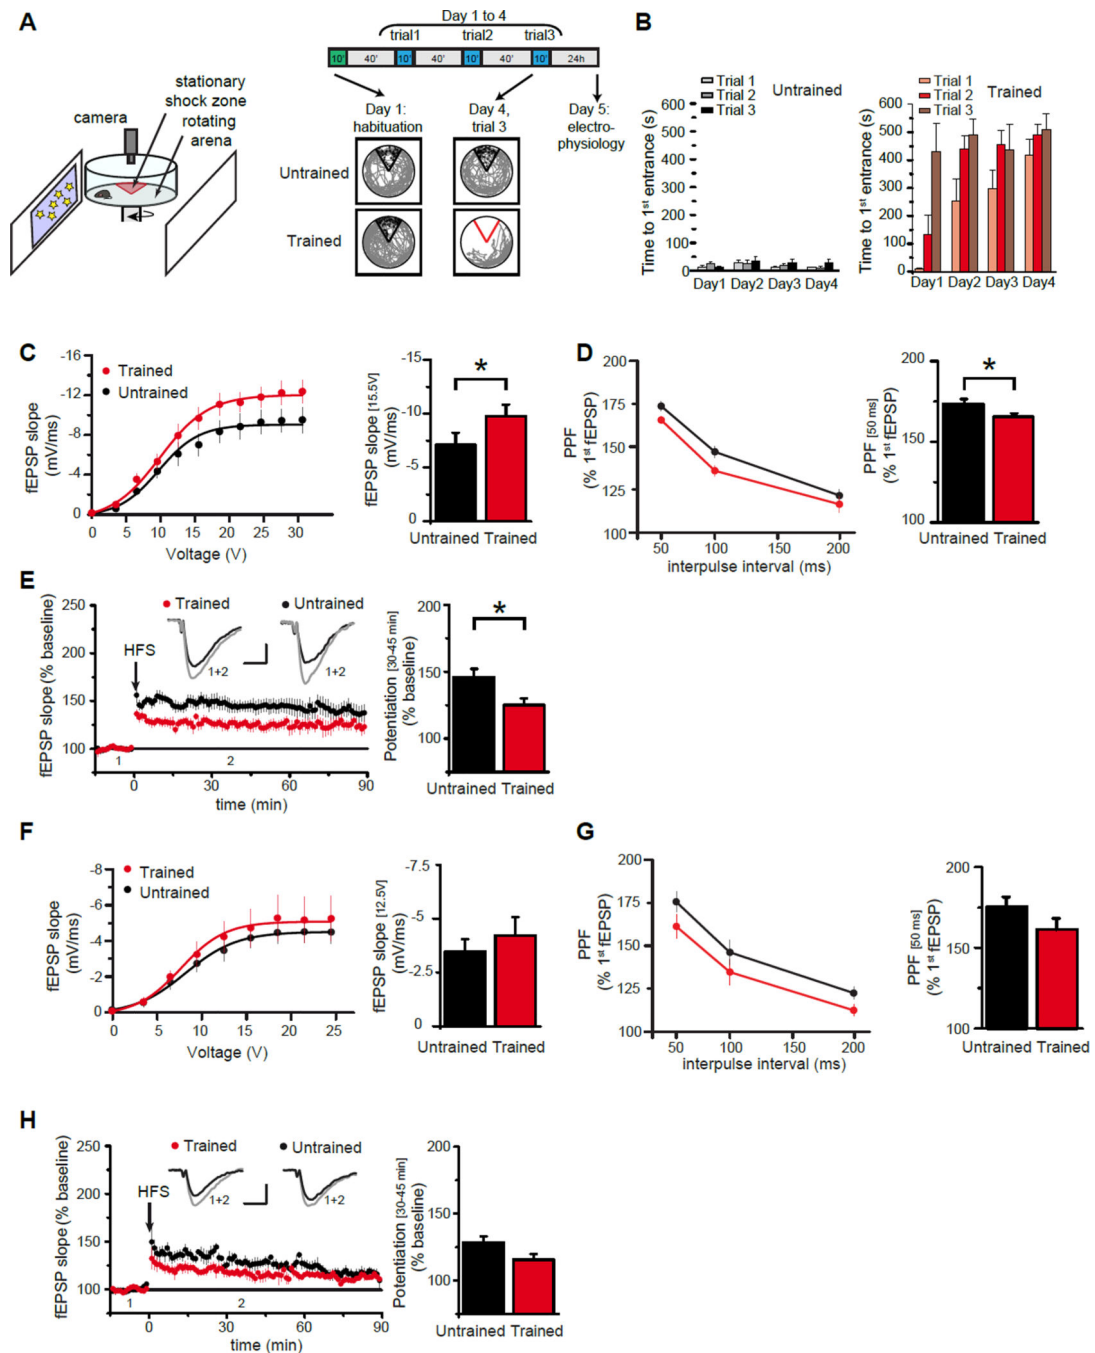 A
Day 1 to 4
trial1 trial2 trial3
10' 40' 10' 40' 10' 40' 10' 24h
stationary
shock zone
rotating
arena
camera
Day 1:
habituation
Day 4,
trial 3
Day 5:
electro-
physiology
Untrained
Trained
B
Time to 1st entrance (s)
600
500
400
300
200
100
0
Trial 1
Trial 2
Trial 3
Untrained
Day1 Day2 Day3 Day4
Time to 1st entrance (s)
600
500
400
300
200
100
0
Trial 1
Trial 2
Trial 3
Trained
Day1 Day2 Day3 Day4
C
fEPSP slope
(mV/ms)
-16
-12
-8
-4
0
Trained
Untrained
0 5 10 15 20 25 30
Voltage (V)
fEPSP slope [15.5V]
(mV/ms)
-15
-10
-5
0
*
Untrained Trained
D
PPF
(% 1st fEPSP)
200
175
150
125
100
50 100 150 200
interpulse interval (ms)
PPF [50 ms]
(% 1st fEPSP)
200
150
100
*
Untrained Trained
E
fEPSP slope (% baseline)
250
200
150
100
Trained
Untrained
HFS
1+2
1+2
1
2
0 30 60 90
time (min)
Potentiation [30-45 min]
(% baseline)
200
150
100
*
Untrained Trained
F
fEPSP slope
(mV/ms)
-8
-6
-4
-2
0
Trained
Untrained
0 5 10 15 20 25
Voltage (V)
fEPSP slope [12.5V]
(mV/ms)
-7.5
-5
-2.5
0
Untrained Trained
G
PPF
(% 1st fEPSP)
200
175
150
125
100
50 100 150 200
interpulse interval (ms)
PPF [50 ms]
(% 1st fEPSP)
200
150
100
Untrained Trained
H
fEPSP slope (% baseline)
250
200
150
100
Trained
Untrained
HFS
1+2
1+2
1
2
0 30 60 90
time (min)
Potentiation [30-45 min]
(% baseline)
200
150
100
Untrained Trained